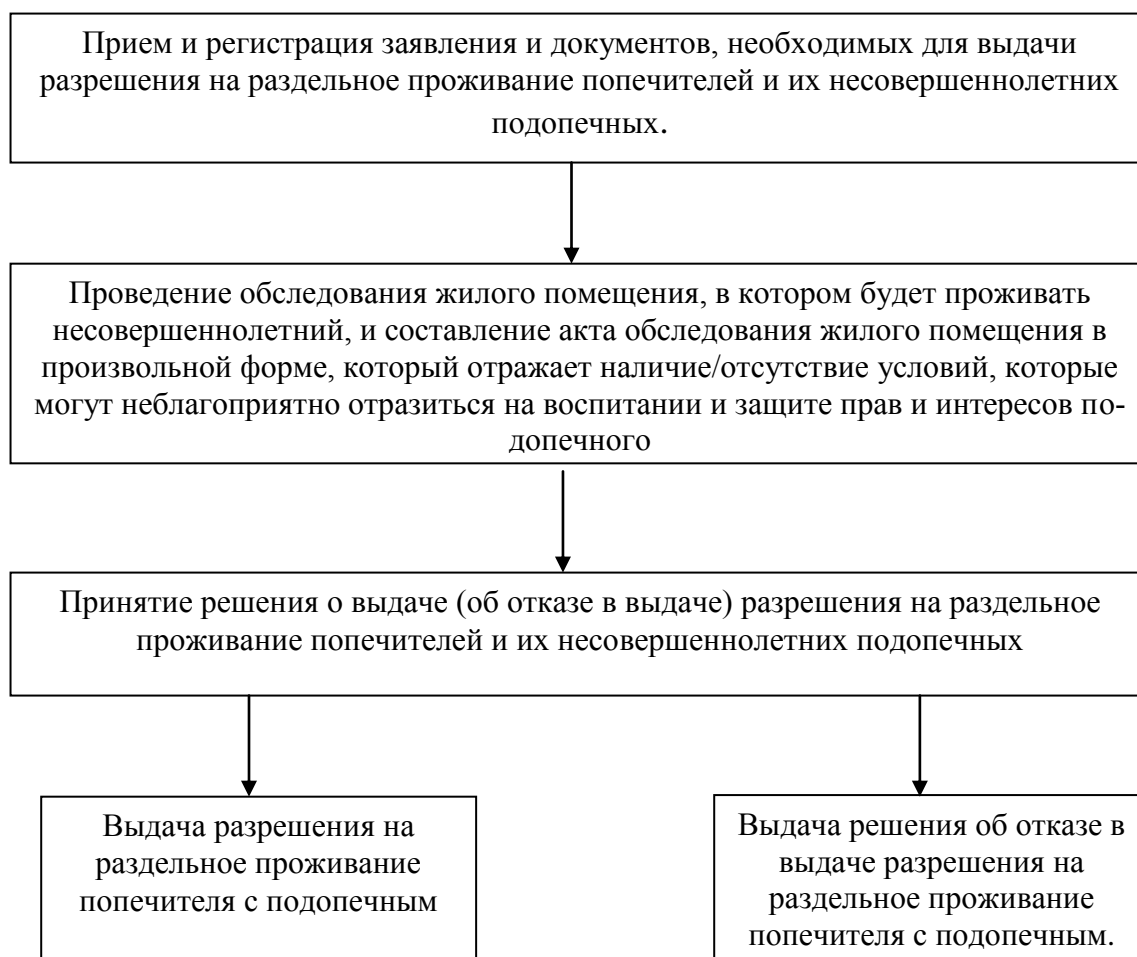 Прием и регистрация заявления и документов, необходимых для выдачи
разрешения на раздельное проживание попечителей и их несовершеннолетних
подопечных.
Проведение обследования жилого помещения, в котором будет проживать
несовершеннолетний, и составление акта обследования жилого помещения в
произвольной форме, который отражает наличие/отсутствие условий, которые
могут неблагоприятно отразиться на воспитании и защите прав и интересов по-
допечного
Принятие решения о выдаче (об отказе в выдаче) разрешения на раздельное
проживание попечителей и их несовершеннолетних подопечных
Выдача разрешения на
раздельное проживание
попечителя с подопечным
Выдача решения об отказе в
выдаче разрешения на
раздельное проживание
попечителя с подопечным.